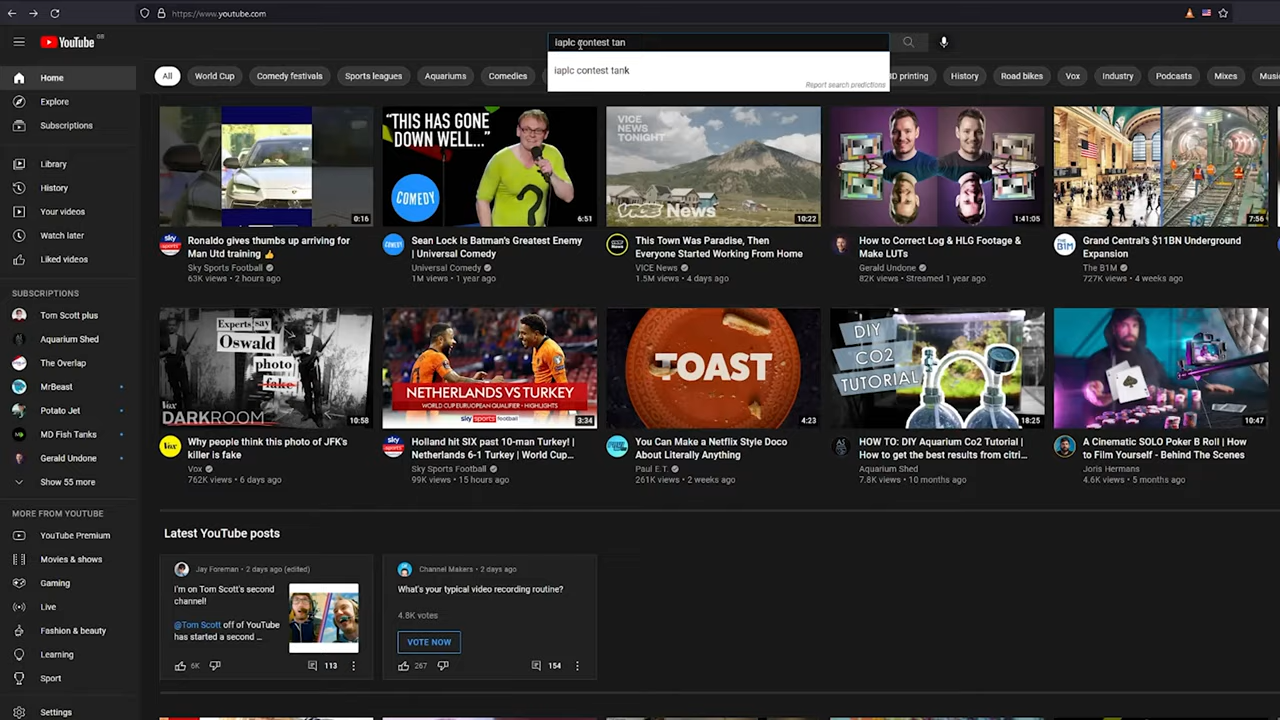 https://www.youtube.com
YouTube GB
iaplc contest tan
iaplc contest tank
Report search predictions
All
World Cup
Comedy festivals
Sports leagues
Aquariums
Comedies
3D printing
History
Road bikes
Vox
Industry
Podcasts
Mixes
Musi
Home
Explore
Subscriptions
Library
History
Your videos
Watch later
Liked videos
SUBSCRIPTIONS
Tom Scott plus
Aquarium Shed
The Overlap
MrBeast
Potato Jet
MD Fish Tanks
Gerald Undone
Show 55 more
MORE FROM YOUTUBE
YouTube Premium
Movies & shows
Gaming
Live
Fashion & beauty
Learning
Sport
Settings
0:16
sky sports
Ronaldo gives thumbs up arriving for
Man Utd training 👍
Sky Sports Football
63K views • 2 hours ago
"THIS HAS GONE
DOWN WELL..."
COMEDY
6:51
Sean Lock Is Batman's Greatest Enemy
| Universal Comedy
Universal Comedy
1M views • 1 year ago
VICE
NEWS
TONIGHT
VICE News
10:22
This Town Was Paradise, Then
Everyone Started Working From Home
VICE News
1.5M views • 4 days ago
1:41:05
How to Correct Log & HLG Footage &
Make LUTs
Gerald Undone
82K views • Streamed 1 year ago
7:56
THE B1M
Grand Central's $11BN Underground
Expansion
The B1M
727K views • 4 weeks ago
Experts say
Oswald
photo
fake
DARKROOM
10:58
Vox
Why people think this photo of JFK's
killer is fake
Vox
762K views • 6 days ago
NETHERLANDS VS TURKEY
WORLD CUP EURUOPEAN QUALIFIER • HIGHLIGHTS
sky sports football
3:34
sky sports
Holland hit SIX past 10-man Turkey! |
Netherlands 6-1 Turkey | World Cup...
Sky Sports Football
99K views • 15 hours ago
TOAST
4:23
You Can Make a Netflix Style Doco
About Literally Anything
Paul E.T.
261K views • 2 weeks ago
DIY
CO2
TUTORIAL
18:25
HOW TO: DIY Aquarium Co2 Tutorial |
How to get the best results from citri...
Aquarium Shed
7.8K views • 10 months ago
10:47
A Cinematic SOLO Poker B Roll | How
to Film Yourself - Behind The Scenes
Joris Hermans
4.6K views • 5 months ago
Latest YouTube posts
Jay Foreman • 2 days ago (edited)
I'm on Tom Scott's second
channel!
@Tom Scott off of YouTube
has started a second ...
6K
113
Channel Makers • 2 days ago
What's your typical video recording routine?
4.8K votes
VOTE NOW
267
154